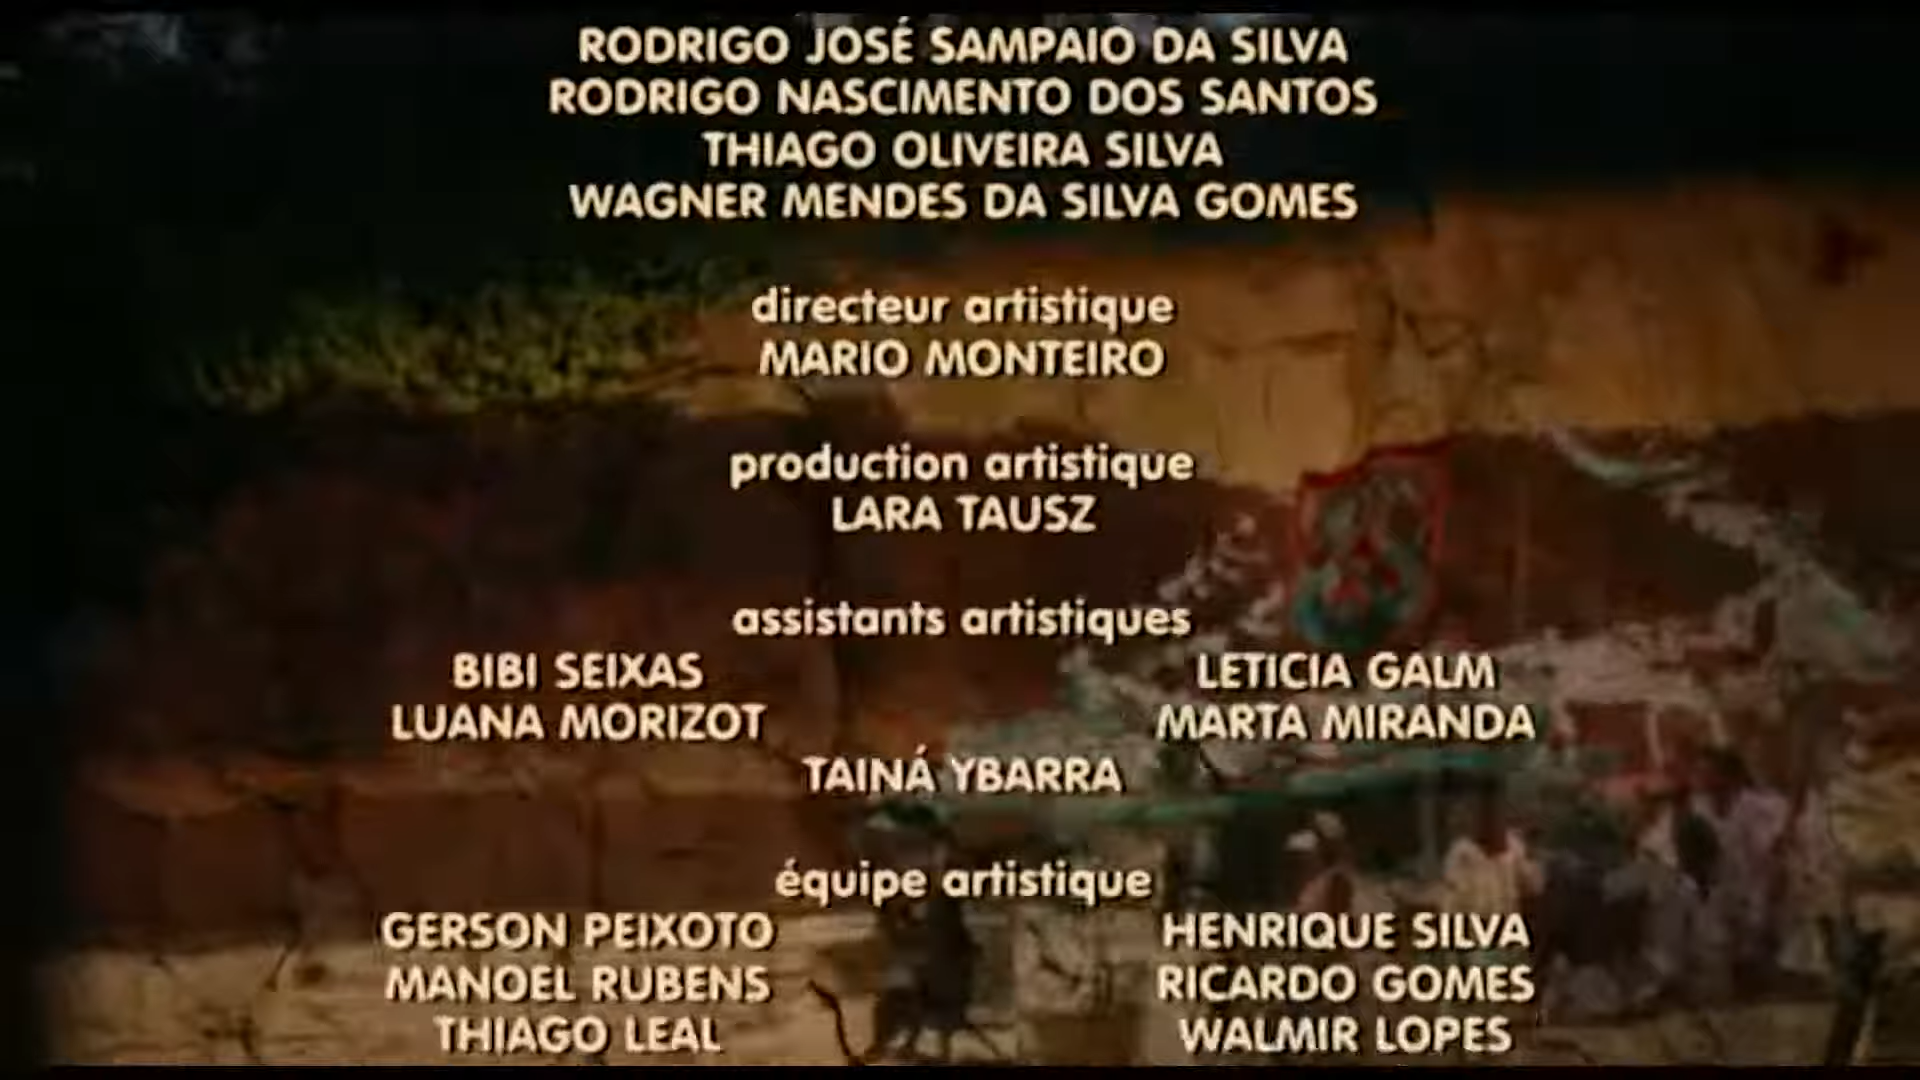 RODRIGO JOSÉ SAMPAIO DA SILVA
RODRIGO NASCIMENTO DOS SANTOS
THIAGO OLIVEIRA SILVA
WAGNER MENDES DA SILVA GOMES
directeur artistique
MARIO MONTEIRO
production artistique
LARA TAUSZ
assistants artistiques
BIBI SEIXAS LETICIA GALM
LUANA MORIZOT MARTA MIRANDA
TAINÁ YBARRA
équipe artistique
GERSON PEIXOTO HENRIQUE SILVA
MANOEL RUBENS RICARDO GOMES
THIAGO LEAL WALMIR LOPES